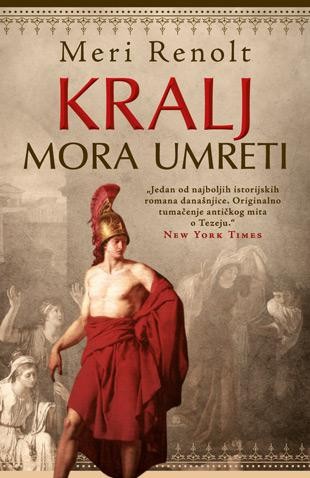 Meri Renolt
KRALJ
MORA UMRETI
„Jedan od najboljih istorijskih
romana današnjice. Originalno
tumačenje antičkog mita
o Tezeju.“
NEW YORK TIMES